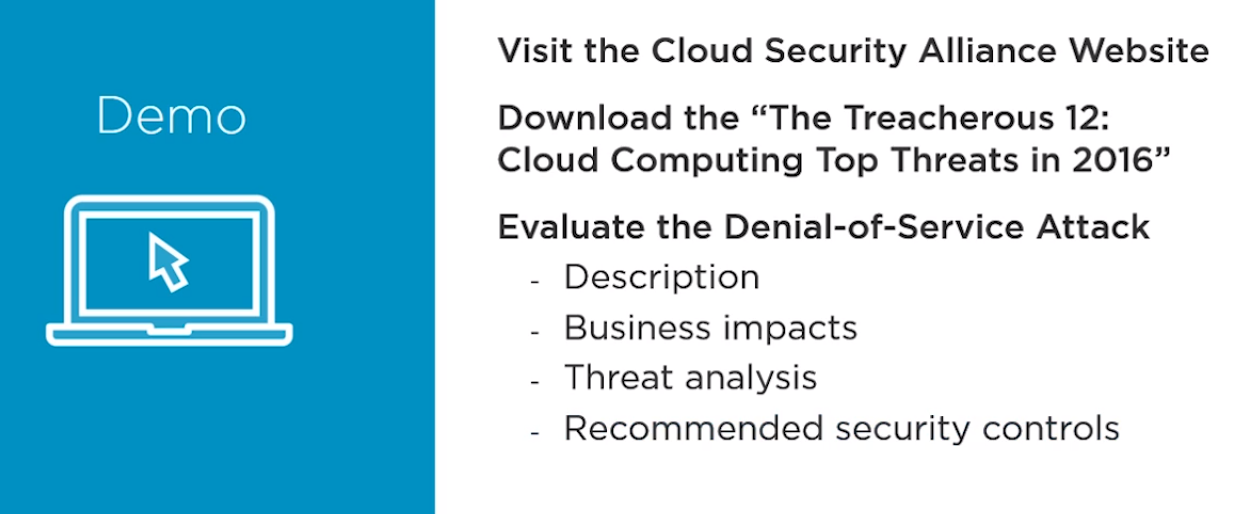 Demo
Visit the Cloud Security Alliance Website
Download the “The Treacherous 12:
Cloud Computing Top Threats in 2016”
Evaluate the Denial-of-Service Attack
- Description
- Business impacts
- Threat analysis
- Recommended security controls